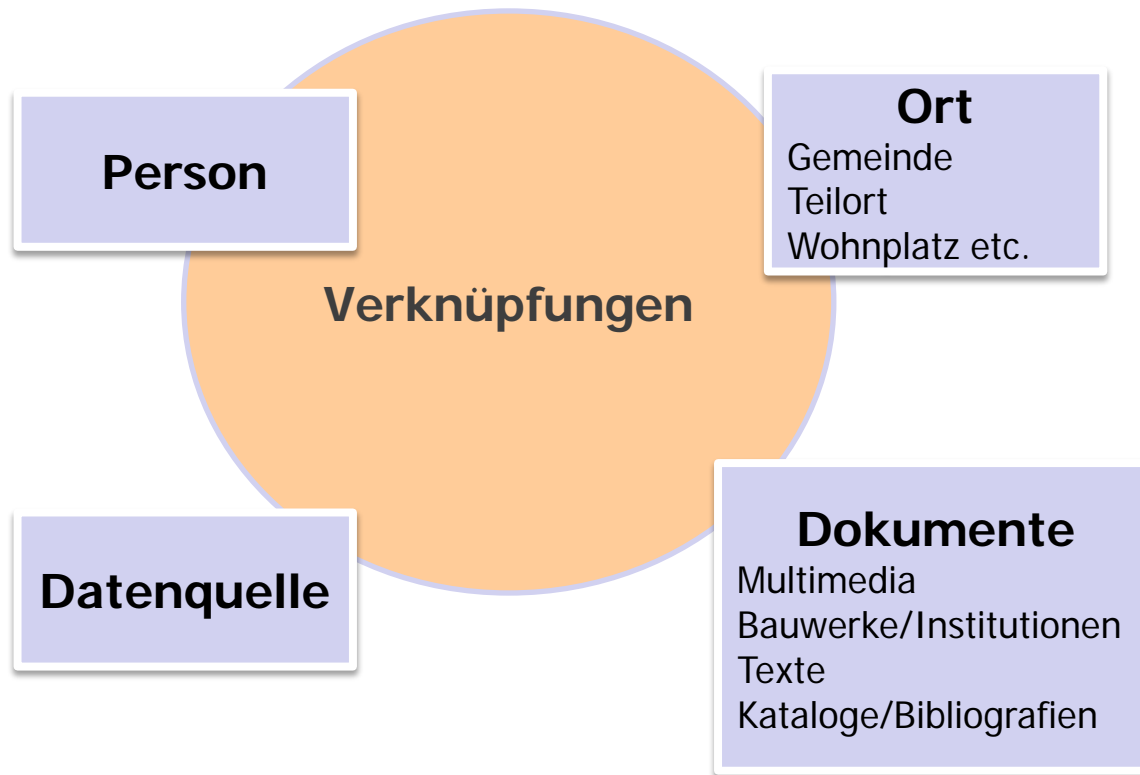 Person
Ort
Gemeinde
Teilort
Wohnplatz etc.
Verknüpfungen
Datenquelle
Dokumente
Multimedia
Bauwerke/Institutionen
Texte
Kataloge/Bibliografien